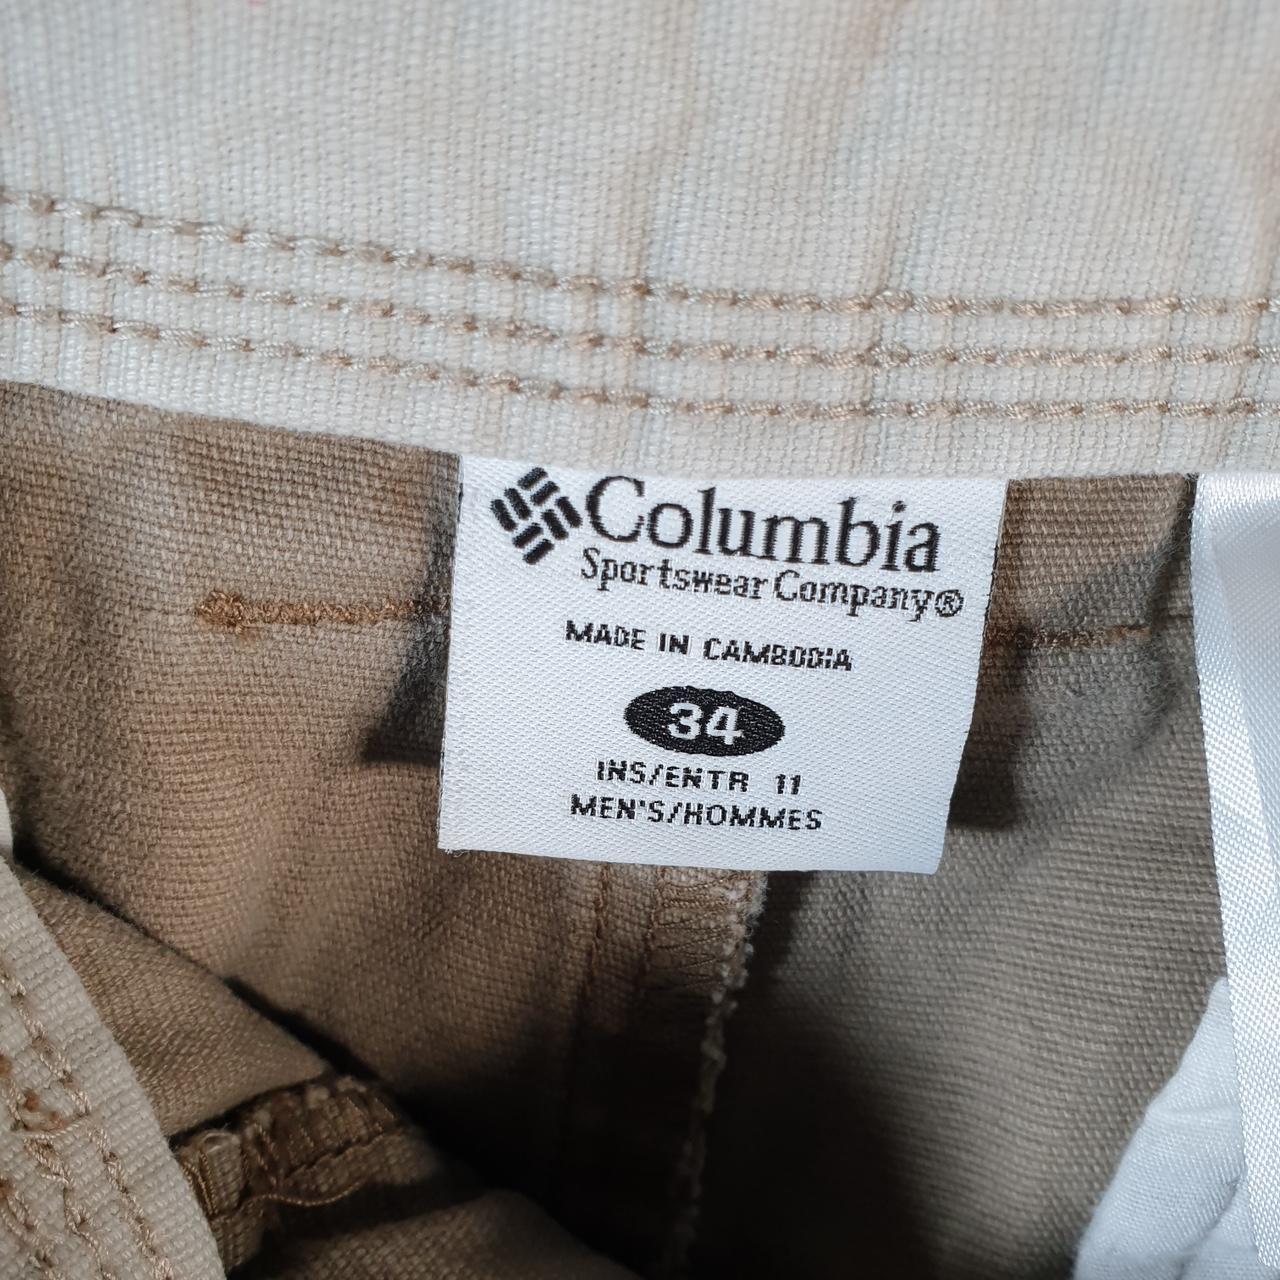 Columbia
Sportswear Company®
MADE IN CAMBODIA
34
INS/ENTR 11
MEN'S/HOMMES